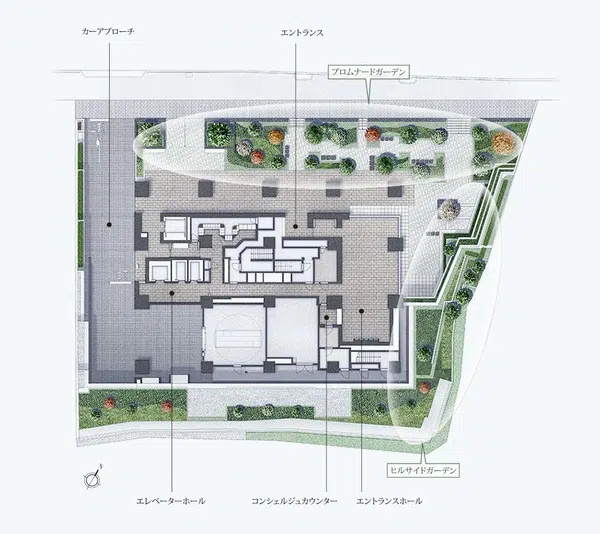 カーアプローチ
エントランス
プロムナードガーデン
ヒルサイドガーデン
エレベーターホール
コンシェルジュカウンター
エントランスホール